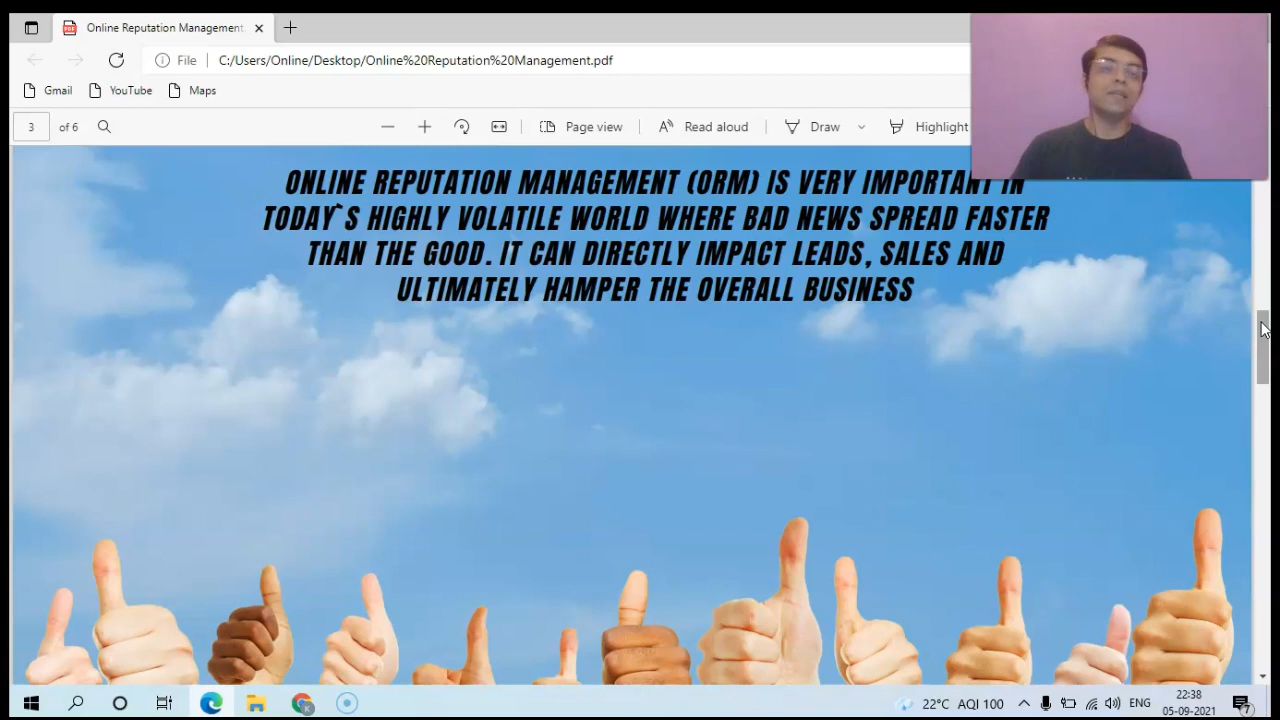 Online Reputation Management
File
C:/Users/Online/Desktop/Online%20Reputation%20Management.pdf
Gmail
YouTube
Maps
3 of 6
Page view
Read aloud
Draw
Highlight
ONLINE REPUTATION MANAGEMENT (ORM) IS VERY IMPORTANT IN
TODAY`S HIGHLY VOLATILE WORLD WHERE BAD NEWS SPREAD FASTER
THAN THE GOOD. IT CAN DIRECTLY IMPACT LEADS, SALES AND
ULTIMATELY HAMPER THE OVERALL BUSINESS
22°C AQI 100
ENG
22:38
05-09-2021
7